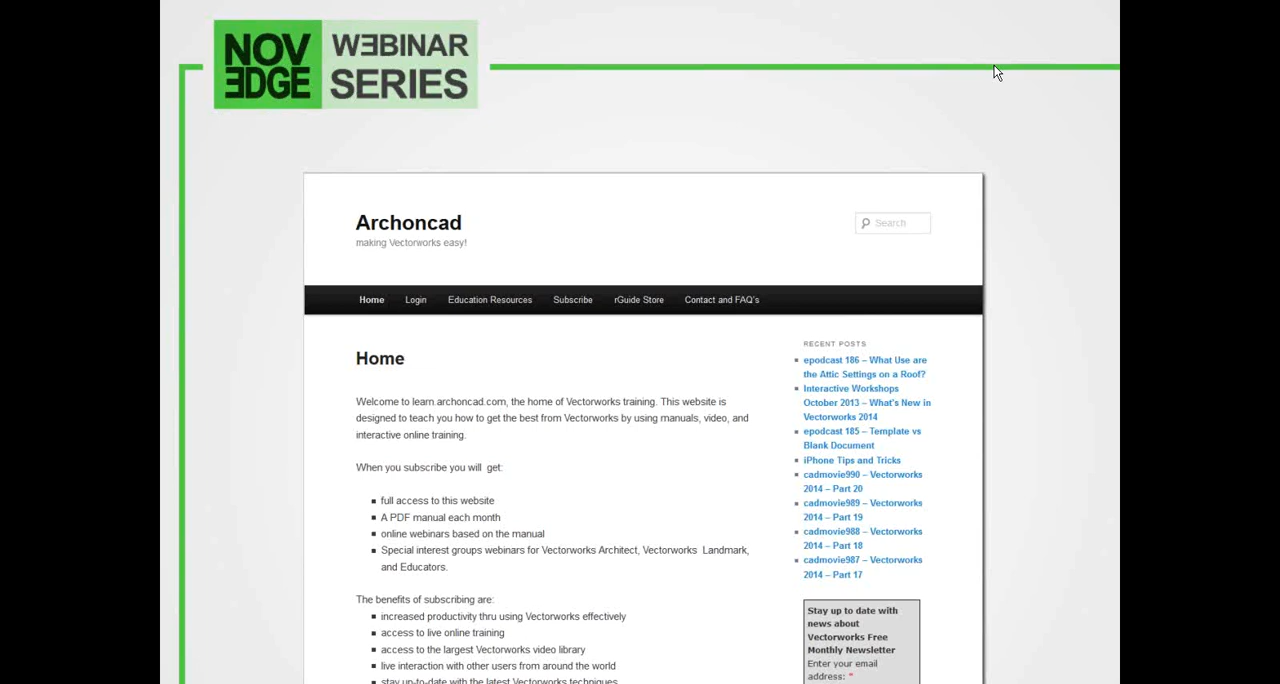 NOV
EDGE
WEBINAR
SERIES
Archoncad
making Vectorworks easy!
Search
Home Login Education Resources Subscribe rGuide Store Contact and FAQ's
Home
Welcome to learn.archoncad.com, the home of Vectorworks training. This website is
designed to teach you how to get the best from Vectorworks by using manuals, video, and
interactive online training.
When you subscribe you will get:
full access to this website
A PDF manual each month
online webinars based on the manual
Special interest groups webinars for Vectorworks Architect, Vectorworks Landmark,
and Educators.
The benefits of subscribing are:
increased productivity thru using Vectorworks effectively
access to live online training
access to the largest Vectorworks video library
live interaction with other users from around the world
stay up-to-date with the latest Vectorworks techniques
RECENT POSTS
epodcast 186 – What Use are
the Attic Settings on a Roof?
Interactive Workshops
October 2013 – What's New in
Vectorworks 2014
epodcast 185 – Template vs
Blank Document
iPhone Tips and Tricks
cadmovie990 – Vectorworks
2014 – Part 20
cadmovie989 – Vectorworks
2014 – Part 19
cadmovie988 – Vectorworks
2014 – Part 18
cadmovie987 – Vectorworks
2014 – Part 17
Stay up to date with
news about
Vectorworks Free
Monthly Newsletter
Enter your email
address: *